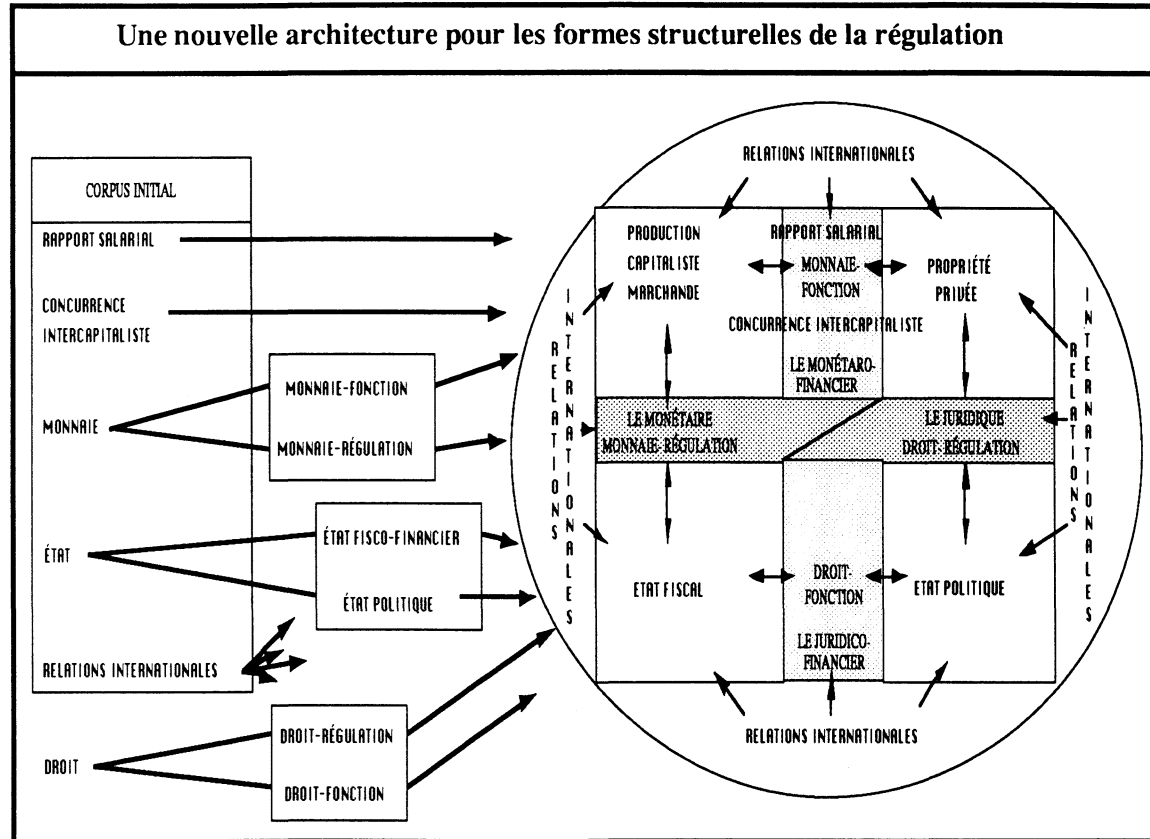 Une nouvelle architecture pour les formes structurelles de la régulation
CORPUS INITIAL
RAPPORT SALARIAL
CONCURRENCE
INTERCAPITALISTE
MONNAIE
ÉTAT
RELATIONS INTERNATIONALES
DROIT
MONNAIE-FONCTION
MONNAIE-RÉGULATION
ÉTAT FISCO-FINANCIER
ÉTAT POLITIQUE
DROIT-RÉGULATION
DROIT-FONCTION
RELATIONS INTERNATIONALES
RELATIONS
INTERNATIONALES
PRODUCTION
CAPITALISTE
MARCHANDE
RAPPORT SALARIAL
MONNAIE-
FONCTION
CONCURRENCE INTERCAPITALISTE
LE MONÉTARO-
FINANCIER
PROPRIÉTÉ
PRIVÉE
LE MONÉTAIRE
MONNAIE-RÉGULATION
LE JURIDIQUE
DROIT-RÉGULATION
ETAT FISCAL
DROIT-
FONCTION
LE JURIDICO-
FINANCIER
ETAT POLITIQUE
RELATIONS
INTERNATIONALES
RELATIONS INTERNATIONALES